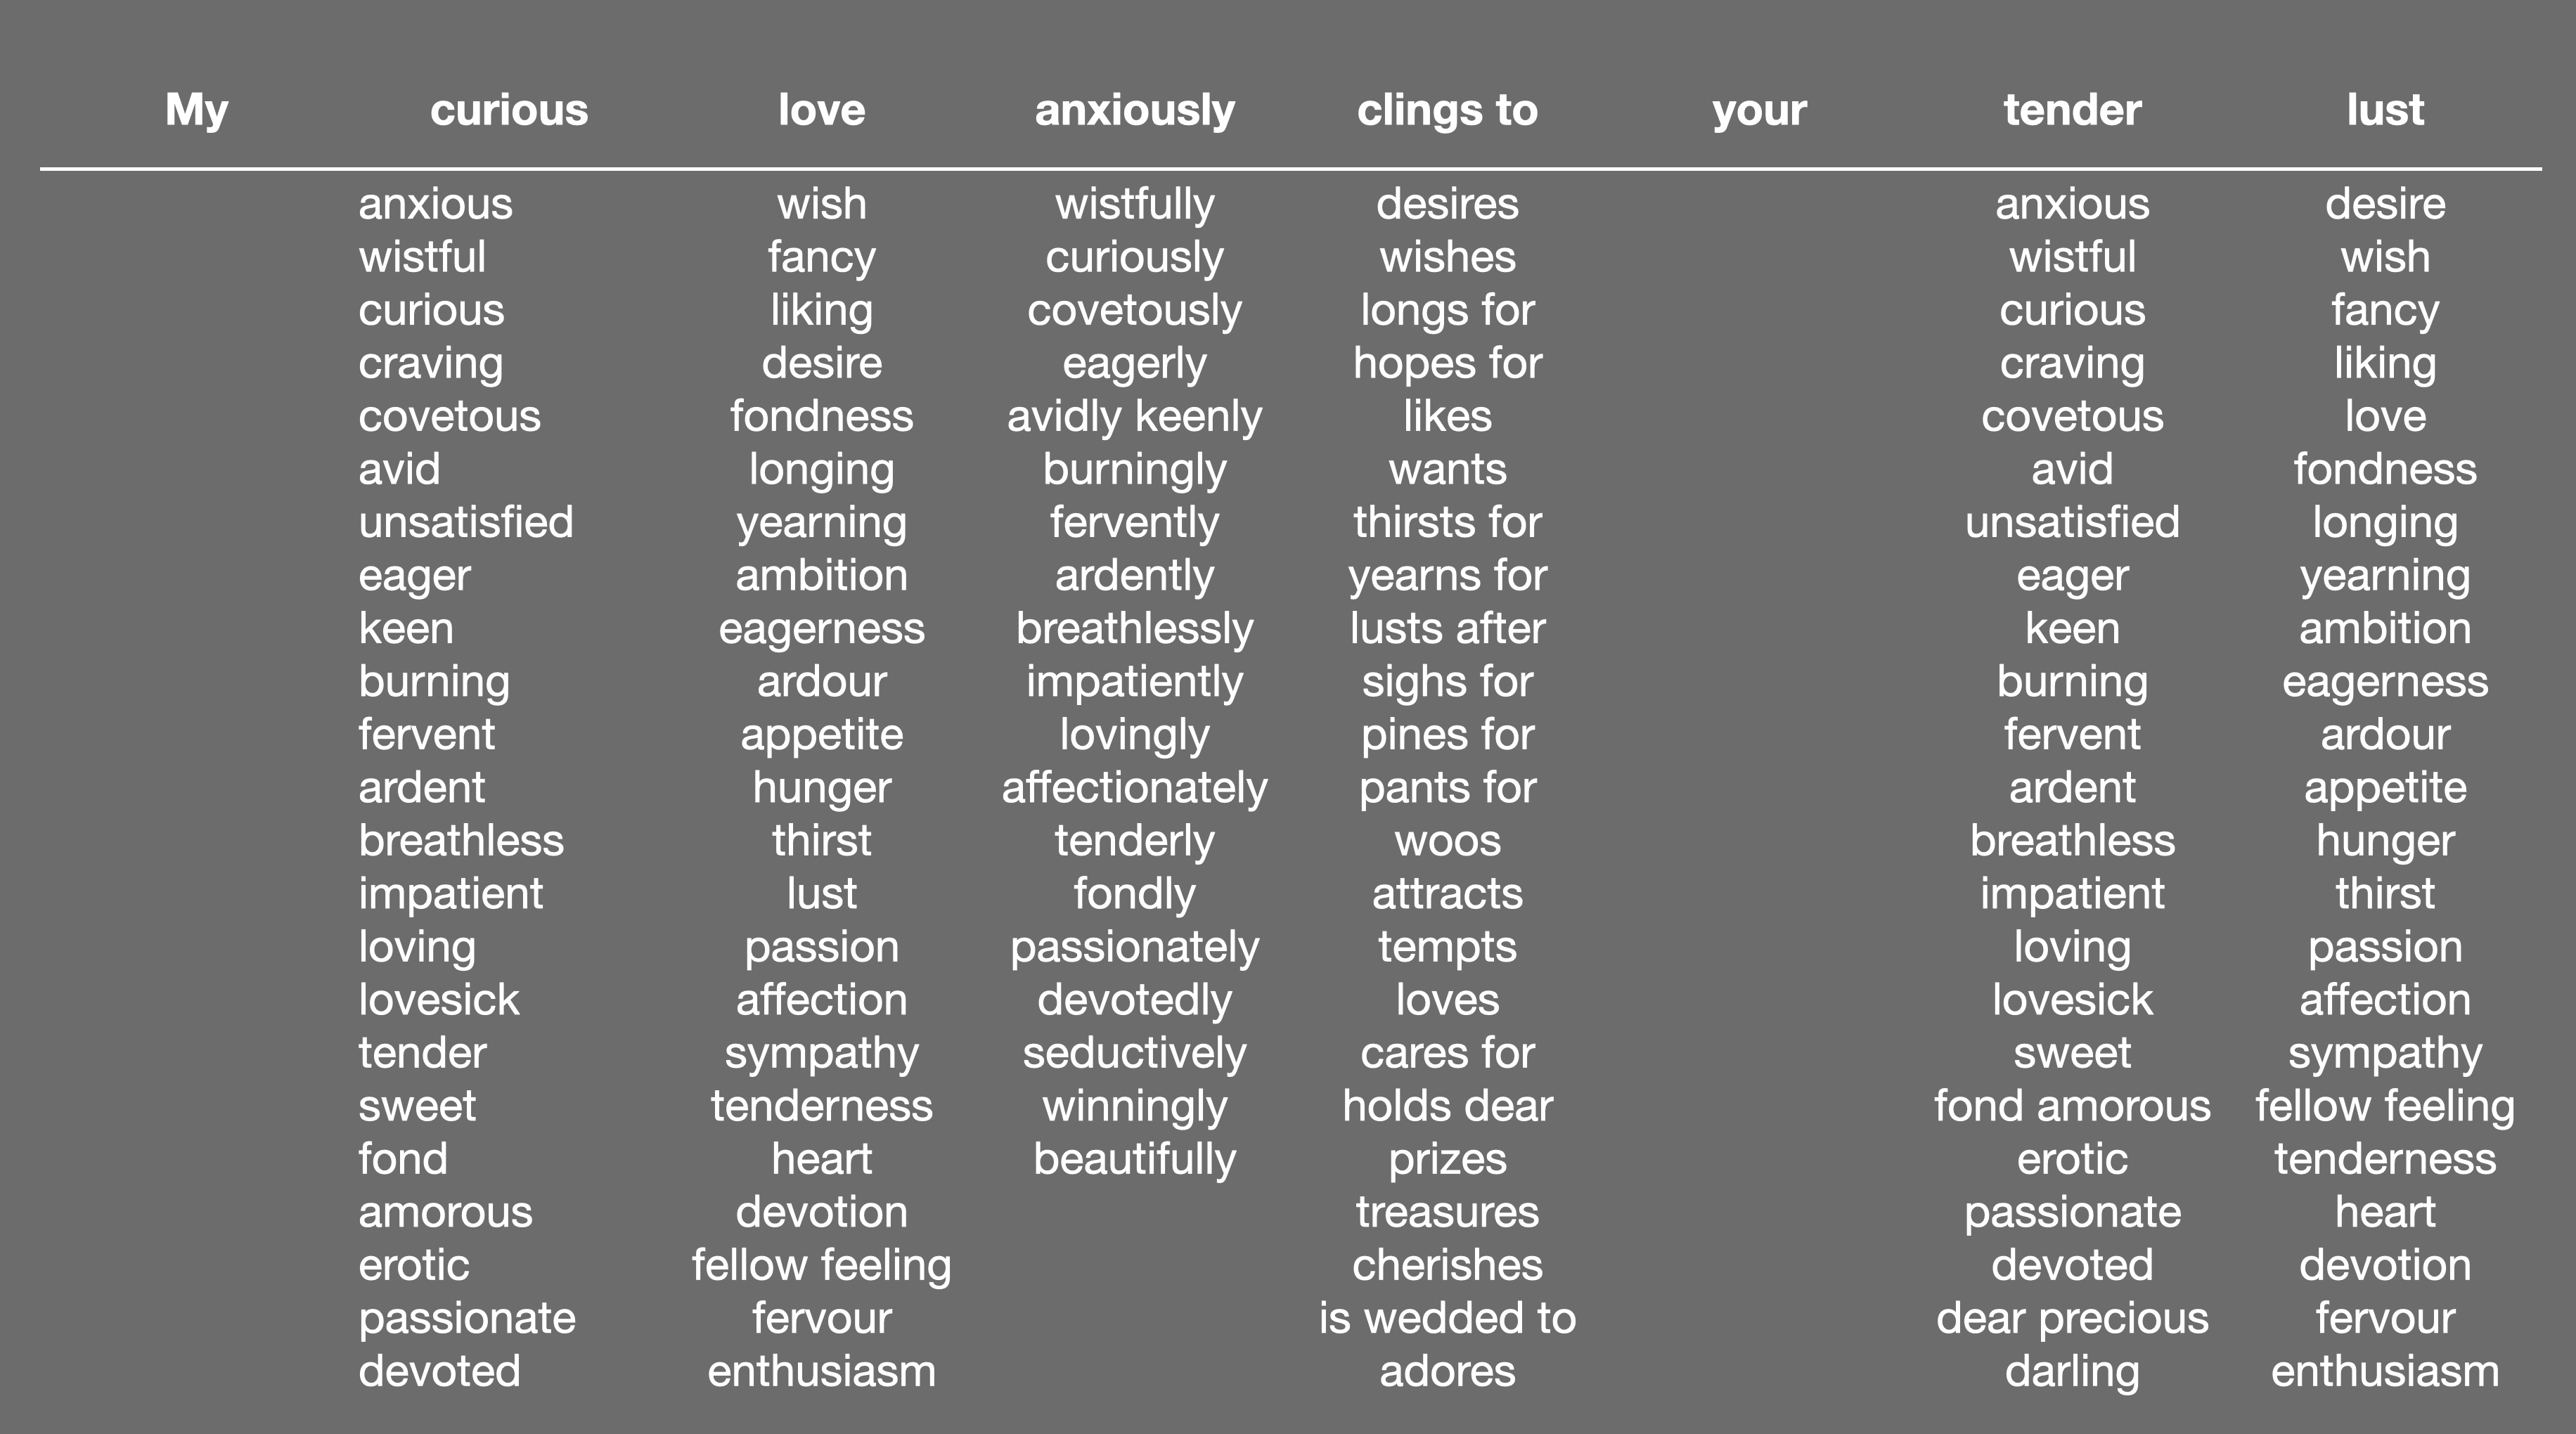 My curious love anxiously clings to your tender lust
anxious wish wistfully desires anxious desire
wistful fancy curiously wishes wistful wish
curious liking covetously longs for curious fancy
craving desire eagerly hopes for craving liking
covetous fondness avidly keenly likes covetous love
avid longing burningly wants avid fondness
unsatisfied yearning fervently thirsts for unsatisfied longing
eager ambition ardently yearns for eager yearning
keen eagerness breathlessly lusts after keen ambition
burning ardour impatiently sighs for burning eagerness
fervent appetite lovingly pines for fervent ardour
ardent hunger affectionately pants for ardent appetite
breathless thirst tenderly woos breathless hunger
impatient lust fondly attracts impatient thirst
loving passion passionately tempts loving passion
lovesick affection devotedly loves lovesick affection
tender sympathy seductively cares for sweet sympathy
sweet tenderness winningly holds dear fond amorous fellow feeling
fond heart beautifully prizes erotic tenderness
amorous devotion treasures passionate heart
erotic fellow feeling cherishes devoted devotion
passionate fervour is wedded to dear precious fervour
devoted enthusiasm adores darling enthusiasm